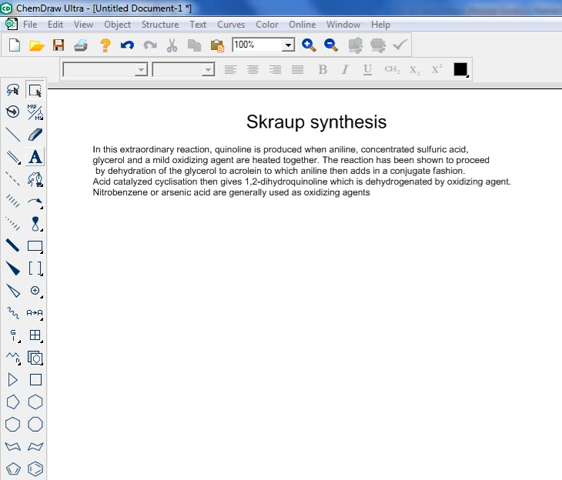 ChemDraw Ultra - [Untitled Document-1 *]
File Edit View Object Structure Text Curves Color Online Window Help
100%
B I U CH2 X2 X2
Skraup synthesis
In this extraordinary reaction, quinoline is produced when aniline, concentrated sulfuric acid,
glycerol and a mild oxidizing agent are heated together. The reaction has been shown to proceed
by dehydration of the glycerol to acrolein to which aniline then adds in a conjugate fashion.
Acid catalyzed cyclisation then gives 1,2-dihydroquinoline which is dehydrogenated by oxidizing agent.
Nitrobenzene or arsenic acid are generally used as oxidizing agents
A